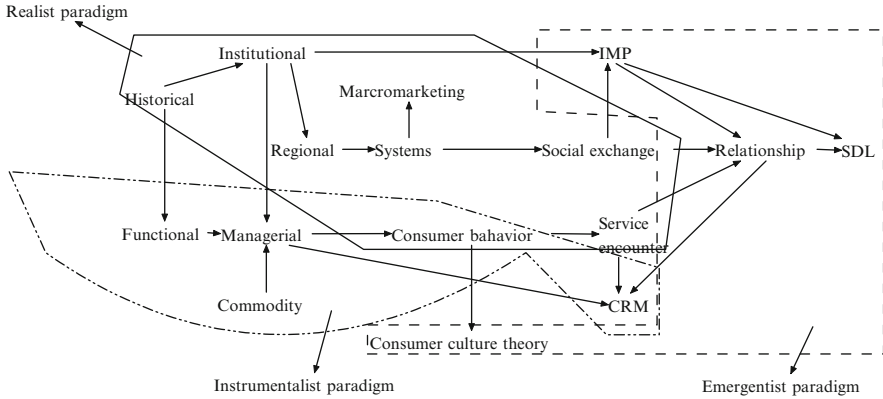 Realist paradigm
Institutional
IMP
Marcromarketing
Historical
Regional
Systems
Social exchange
Relationship
SDL
Functional
Managerial
Consumer bahavior
Service
encounter
Commodity
CRM
Consumer culture theory
Instrumentalist paradigm
Emergentist paradigm